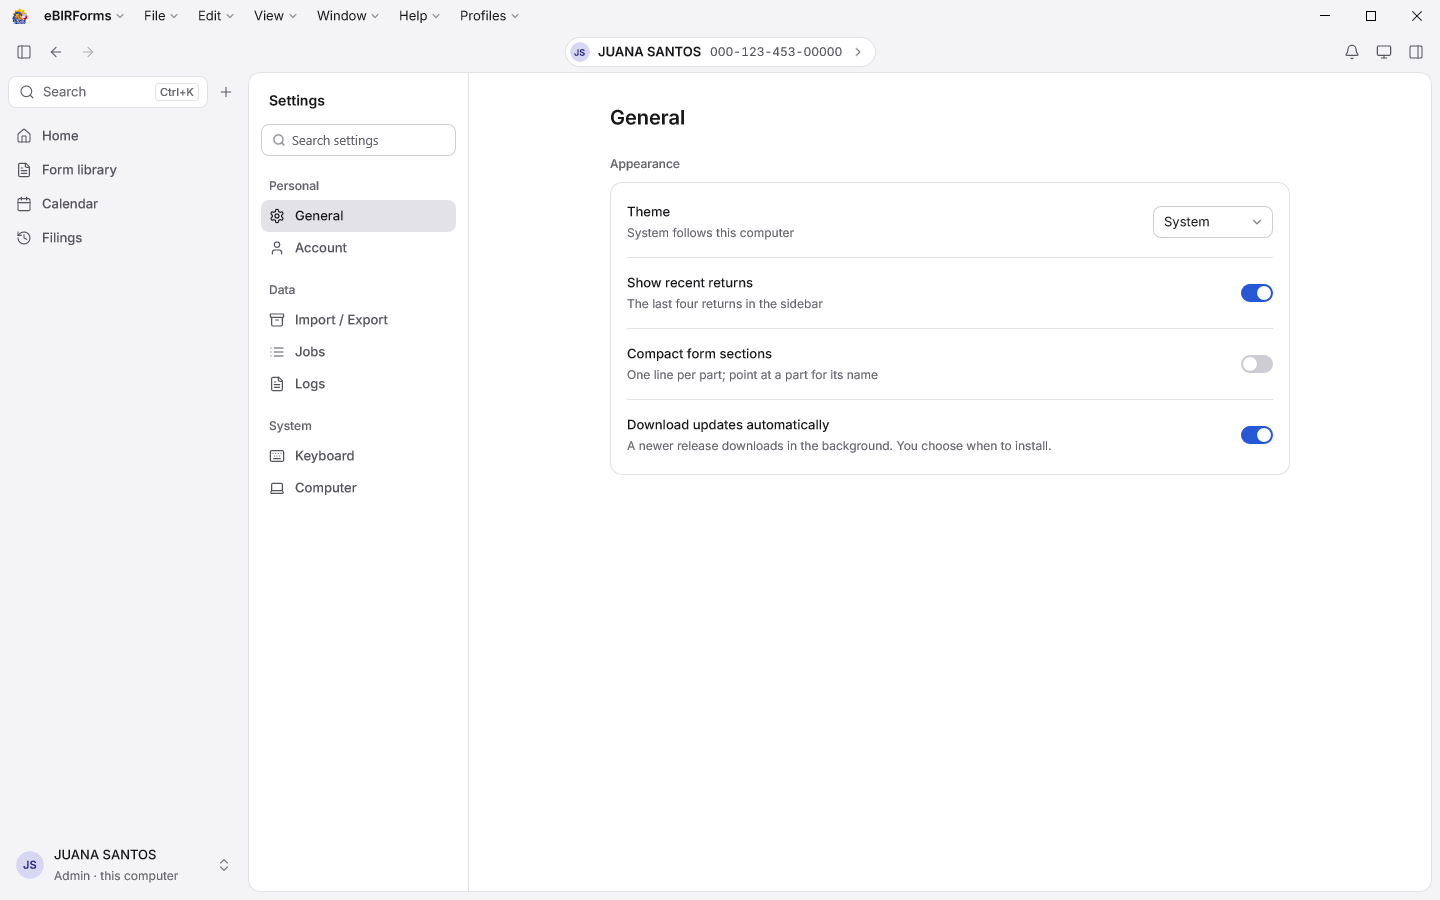 eBIRForms File Edit View Window Help Profiles
JS JUANA SANTOS 000-123-453-00000
Search Ctrl+K
Home
Form library
Calendar
Filings
Settings
Search settings
Personal
General
Account
Data
Import / Export
Jobs
Logs
System
Keyboard
Computer
General
Appearance
Theme
System follows this computer
System
Show recent returns
The last four returns in the sidebar
Compact form sections
One line per part; point at a part for its name
Download updates automatically
A newer release downloads in the background. You choose when to install.
JS JUANA SANTOS
Admin · this computer